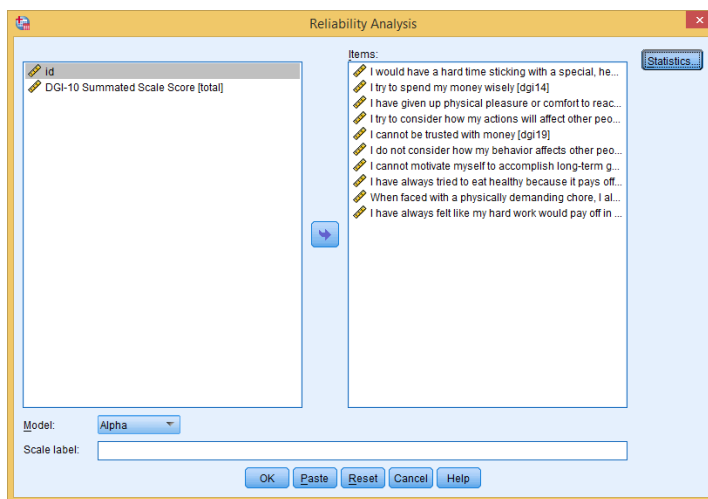 Reliability Analysis
Items:
id
DGI-10 Summated Scale Score [total]
I would have a hard time sticking with a special, he...
I try to spend my money wisely [dgi14]
I have given up physical pleasure or comfort to reac...
I try to consider how my actions will affect other peo...
I cannot be trusted with money [dgi19]
I do not consider how my behavior affects other peo...
I cannot motivate myself to accomplish long-term g...
I have always tried to eat healthy because it pays off...
When faced with a physically demanding chore, I al...
I have always felt like my hard work would pay off in ...
Statistics...
Model:
Alpha
Scale label:
OK Paste Reset Cancel Help